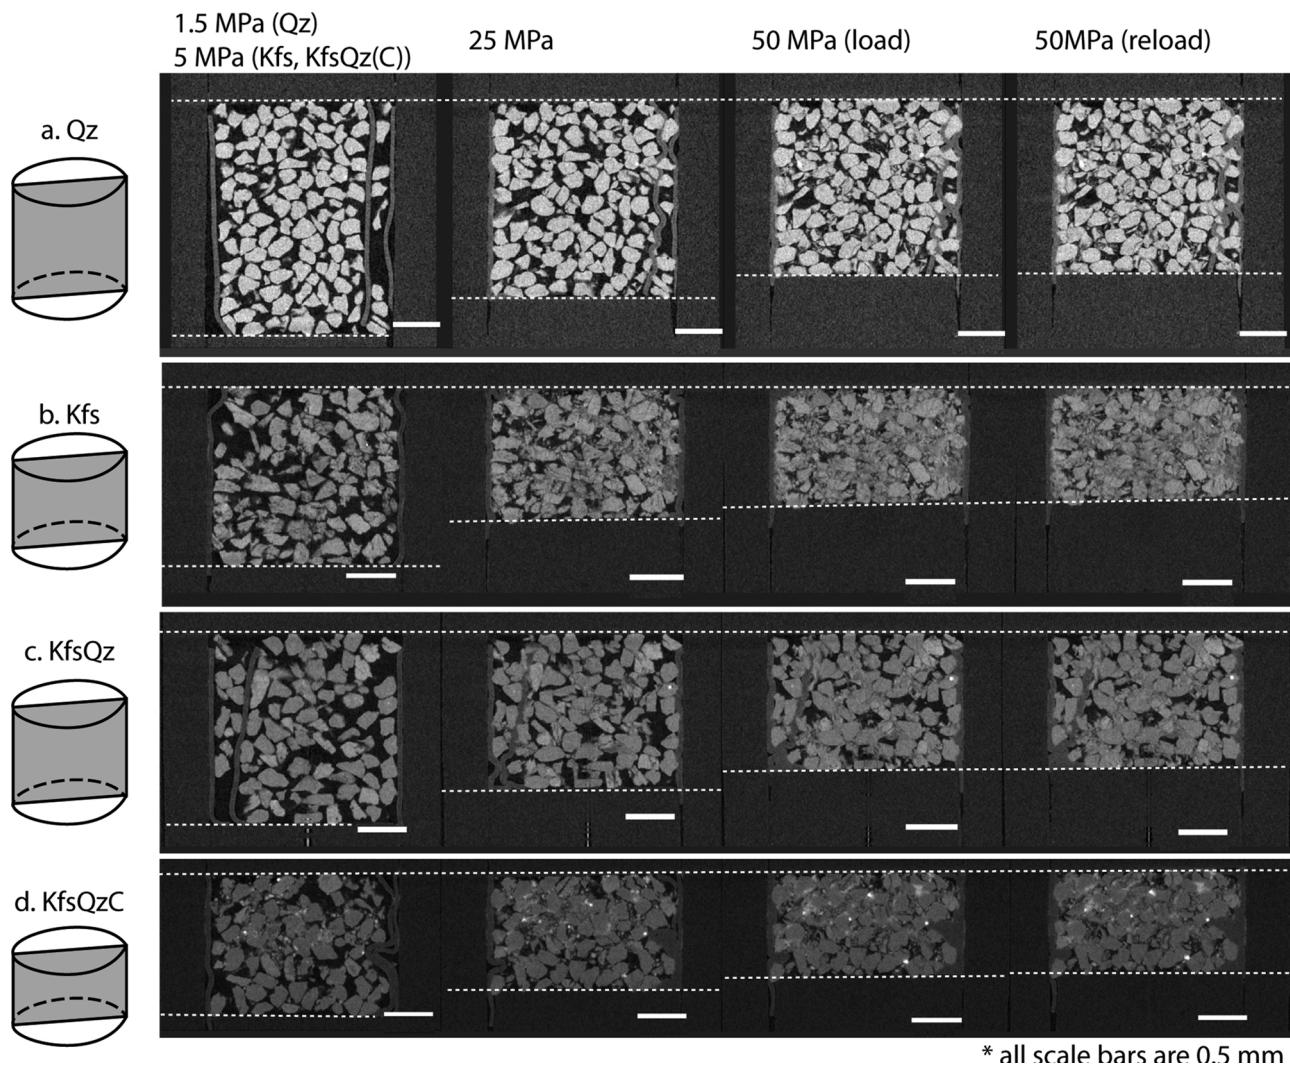 1.5 MPa (Qz)
5 MPa (Kfs, KfsQz(C))
25 MPa
50 MPa (load)
50MPa (reload)
a. Qz
b. Kfs
c. KfsQz
d. KfsQzC
* all scale bars are 0.5 mm